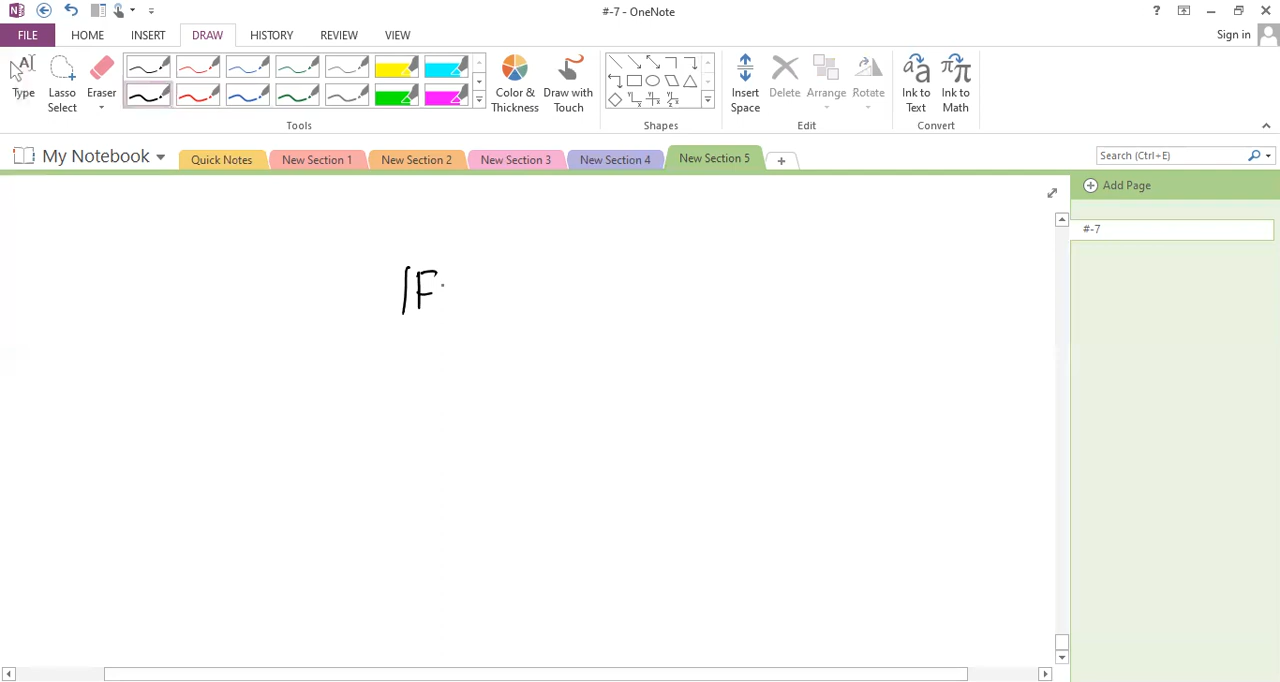 #-7 - OneNote
FILE HOME INSERT DRAW HISTORY REVIEW VIEW Sign in
Type Lasso Select Eraser Color & Thickness Draw with Touch Insert Space Delete Arrange Rotate Ink to Text Ink to Math
Tools Shapes Edit Convert
My Notebook Quick Notes New Section 1 New Section 2 New Section 3 New Section 4 New Section 5 Search (Ctrl+E)
Add Page
#-7
IF